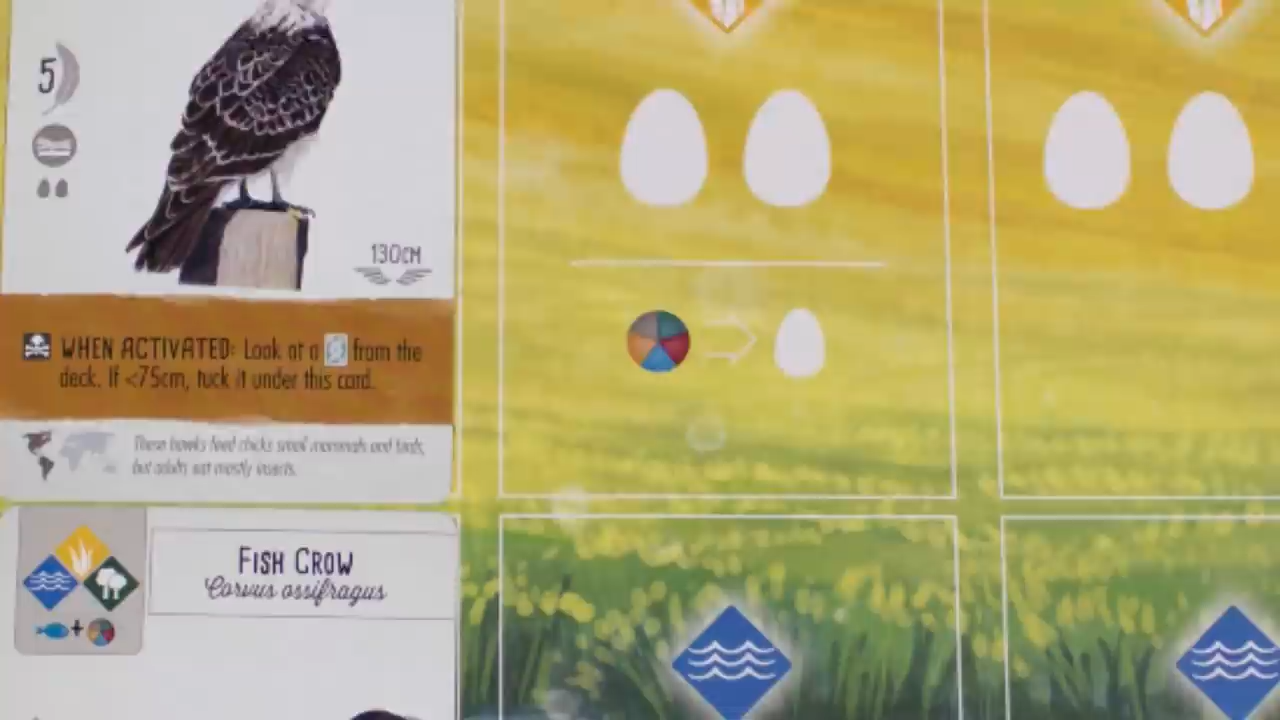 5
130CM
WHEN ACTIVATED: Look at a from the
deck. If <75cm, tuck it under this card.
These hawks feed chicks small mammals and birds,
but adults eat mostly insects.
FISH CROW
Corvus ossifragus
+